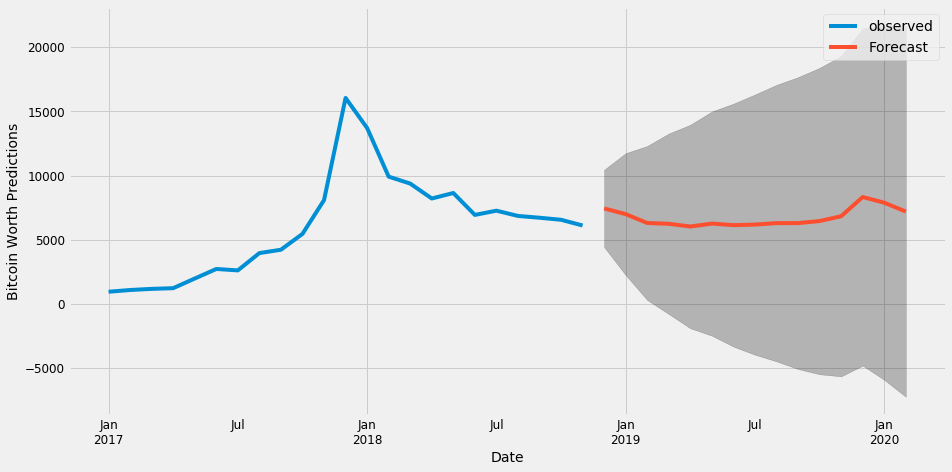 observed
Forecast
Bitcoin Worth Predictions
20000
15000
10000
5000
0
−5000
Jan
2017
Jul
Jan
2018
Jul
Jan
2019
Jul
Jan
2020
Date